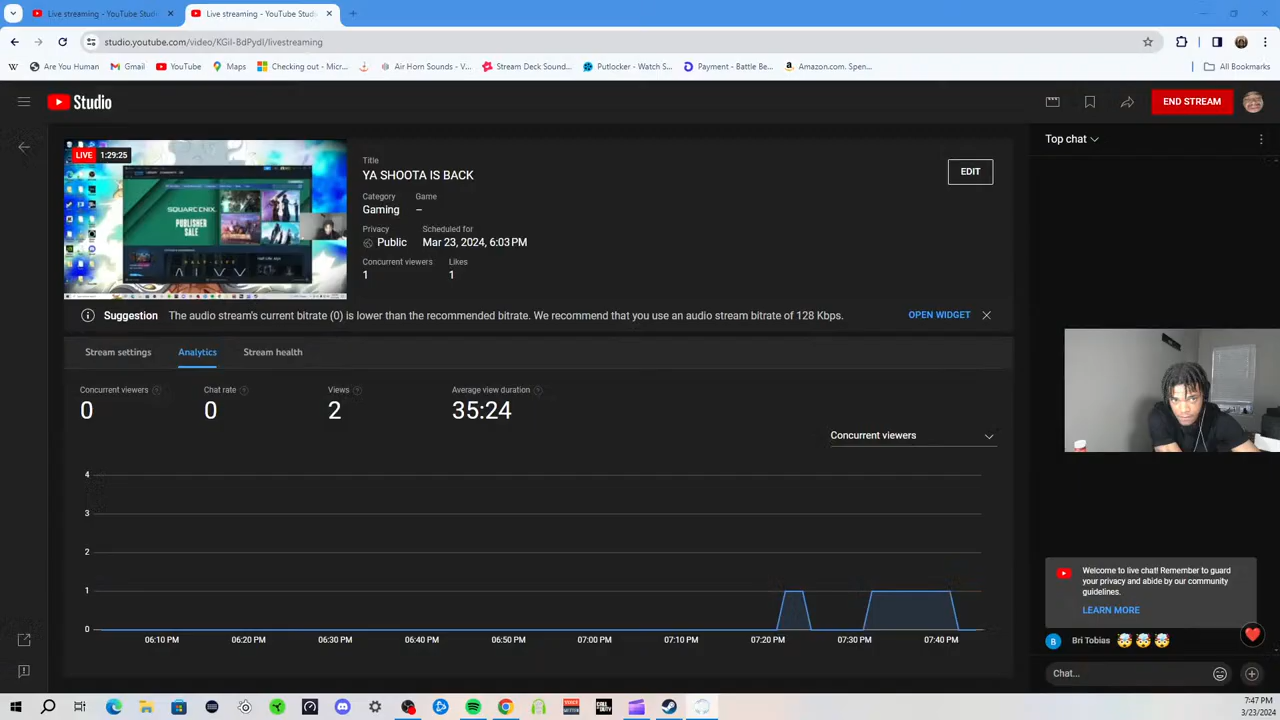 Live streaming - YouTube Studi
Live streaming - YouTube Studi
studio.youtube.com/video/KGiI-BdPydI/livestreaming
Are You Human
Gmail
YouTube
Maps
Checking out - Micr...
Air Horn Sounds - V...
Stream Deck Sound...
Putlocker - Watch S...
Payment - Battle Be...
Amazon.com. Spen...
All Bookmarks
Studio
END STREAM
LIVE 1:29:25
SQUARE ENIX
PUBLISHER
SALE
Title
YA SHOOTA IS BACK
EDIT
Category Game
Gaming –
Privacy Scheduled for
Public Mar 23, 2024, 6:03 PM
Concurrent viewers Likes
1 1
Suggestion The audio stream's current bitrate (0) is lower than the recommended bitrate. We recommend that you use an audio stream bitrate of 128 Kbps. OPEN WIDGET
Stream settings Analytics Stream health
Concurrent viewers Chat rate Views Average view duration
0 0 2 35:24
Concurrent viewers
4
3
2
1
0
06:10 PM 06:20 PM 06:30 PM 06:40 PM 06:50 PM 07:00 PM 07:10 PM 07:20 PM 07:30 PM 07:40 PM
Top chat
Welcome to live chat! Remember to guard
your privacy and abide by our community
guidelines.
LEARN MORE
B Bri Tobias 🤯🤯🤯
Chat...
7:47 PM
3/23/2024